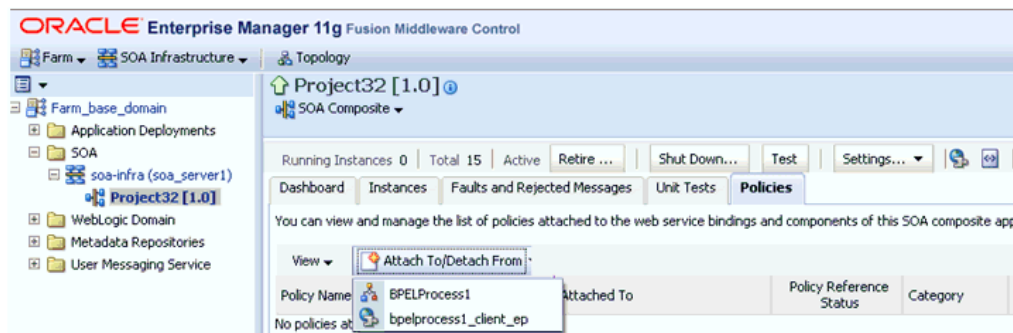 ORACLE Enterprise Manager 11g Fusion Middleware Control
Farm SOA Infrastructure Topology
Project32 [1.0]
SOA Composite
Farm_base_domain
Application Deployments
SOA
soa-infra (soa_server1)
Project32 [1.0]
WebLogic Domain
Metadata Repositories
User Messaging Service
Running Instances 0 Total 15 Active Retire ... Shut Down... Test Settings...
Dashboard Instances Faults and Rejected Messages Unit Tests Policies
You can view and manage the list of policies attached to the web service bindings and components of this SOA composite app
View Attach To/Detach From
BPELProcess1
bpelprocess1_client_ep
Policy Name Attached To Policy Reference Status Category
No policies at